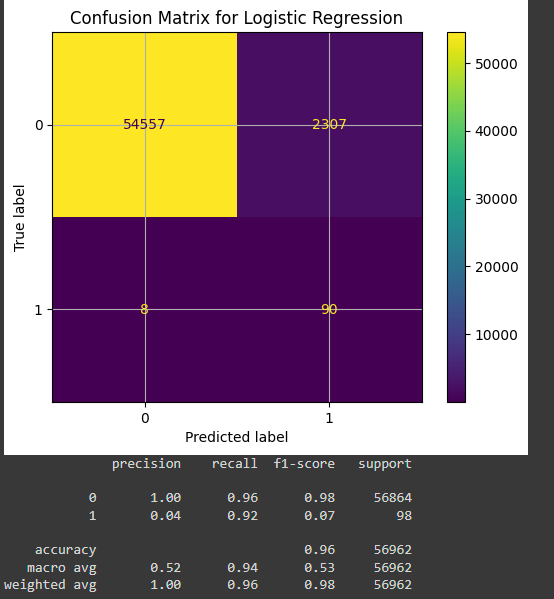 Confusion Matrix for Logistic Regression
54557 2307
8 90
0
1
True label
0 1
Predicted label
50000
40000
30000
20000
10000
precision recall f1-score support
0 1.00 0.96 0.98 56864
1 0.04 0.92 0.07 98
accuracy 0.96 56962
macro avg 0.52 0.94 0.53 56962
weighted avg 1.00 0.96 0.98 56962